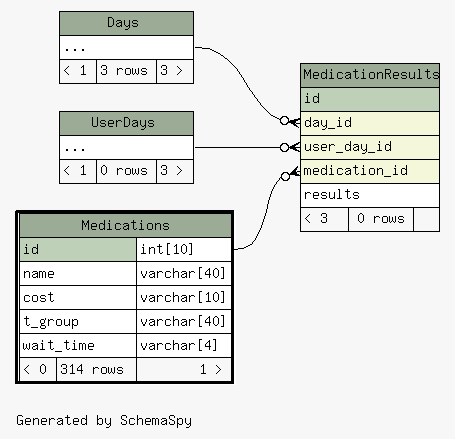 Days
...
< 1 3 rows 3 >
UserDays
...
< 1 0 rows 3 >
MedicationResults
id
day_id
user_day_id
medication_id
results
< 3 0 rows
Medications
id int[10]
name varchar[40]
cost varchar[10]
t_group varchar[40]
wait_time varchar[4]
< 0 314 rows 1 >
Generated by SchemaSpy